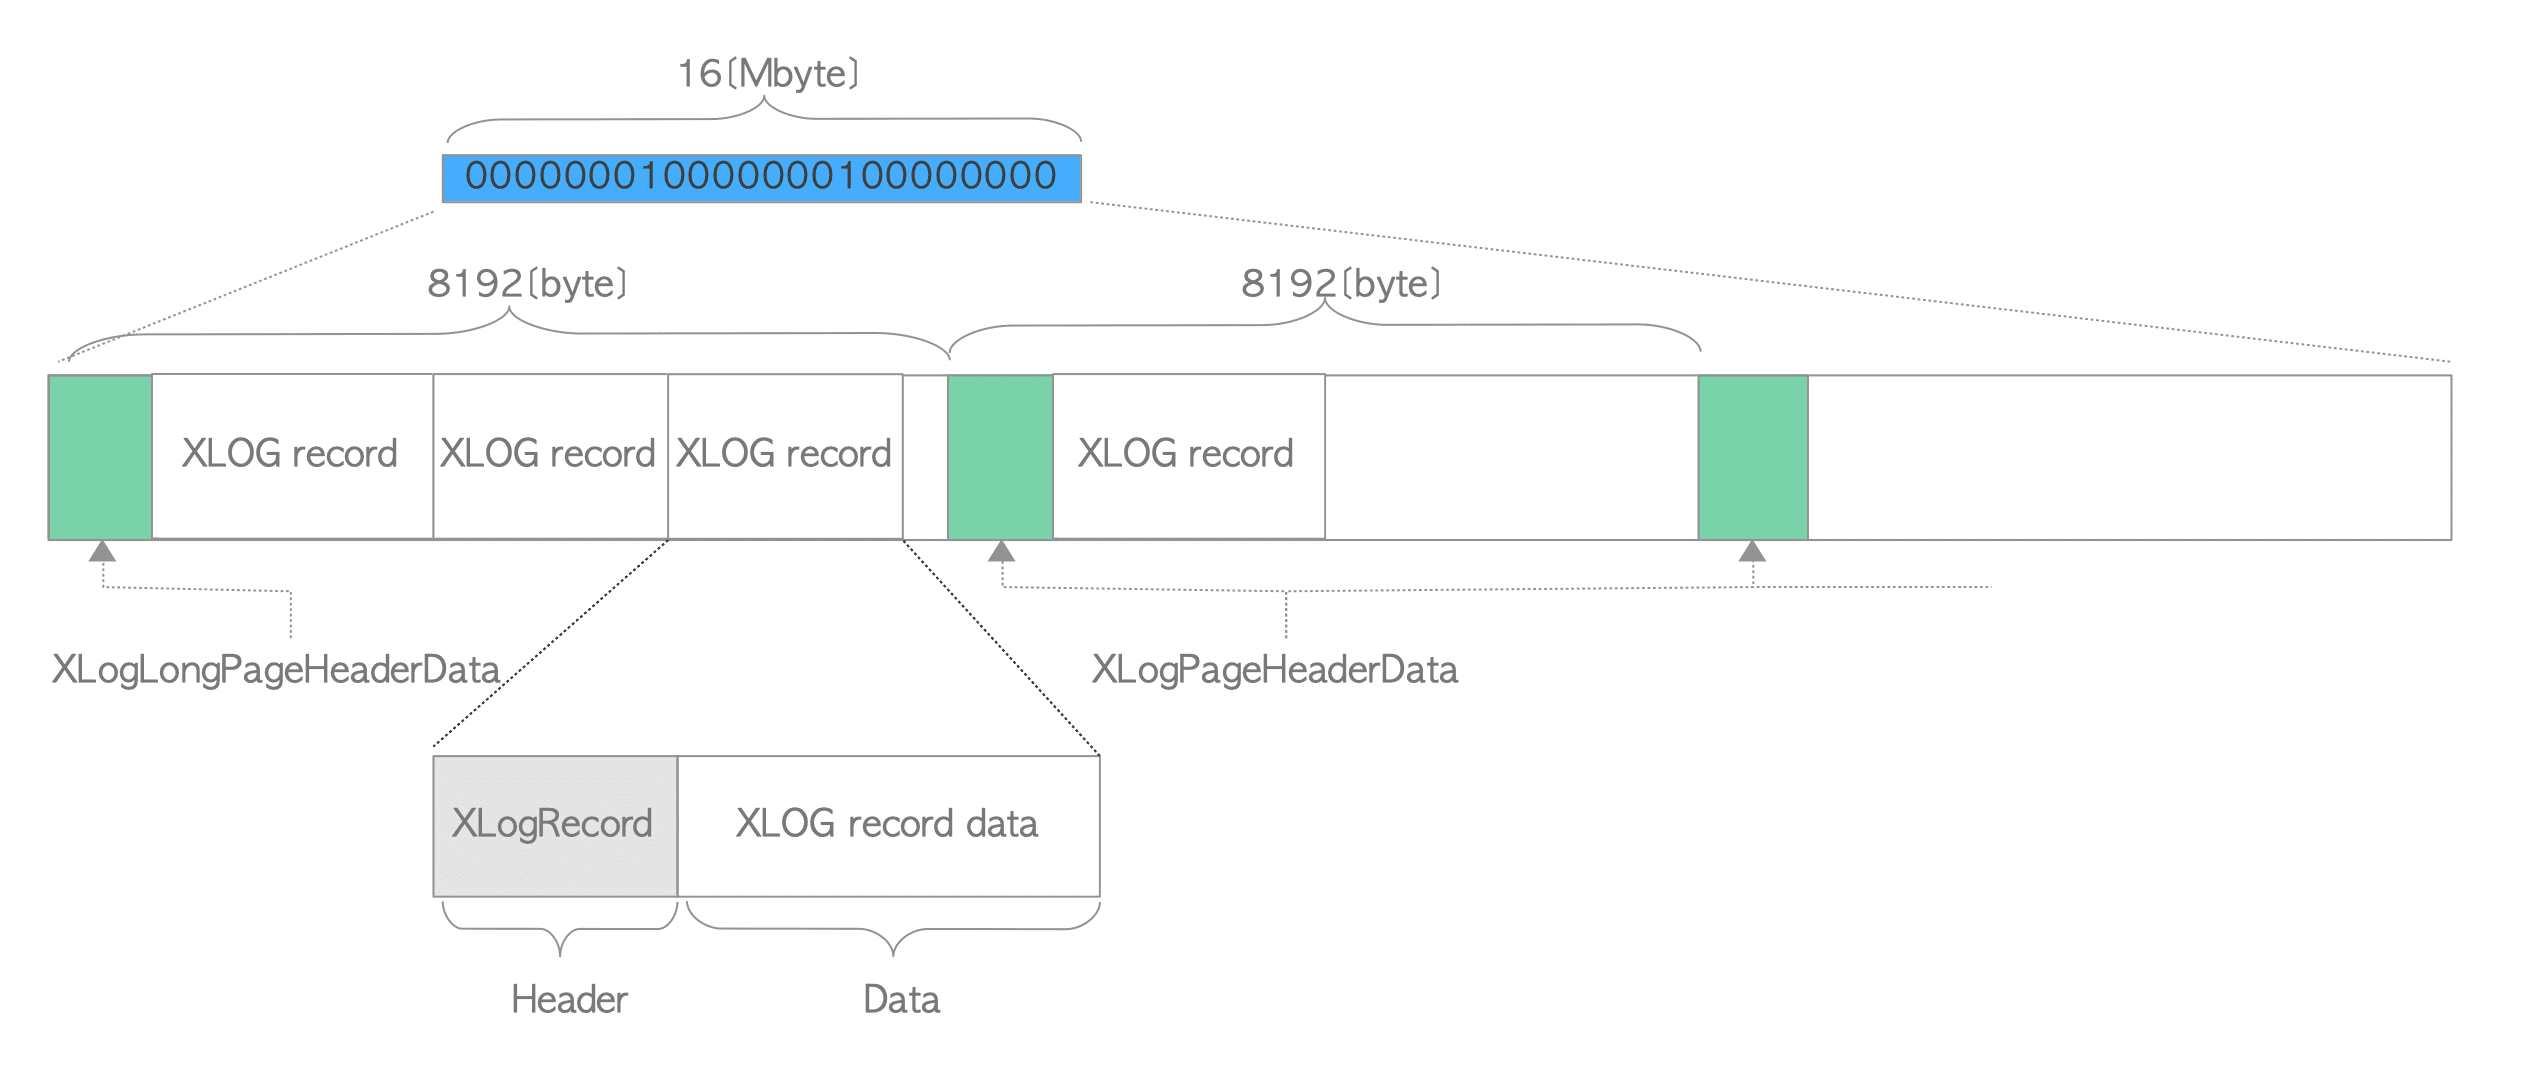 16[Mbyte]
000000010000000100000000
8192[byte]
8192[byte]
XLOG record
XLOG record
XLOG record
XLOG record
XLogLongPageHeaderData
XLogPageHeaderData
XLogRecord
XLOG record data
Header
Data